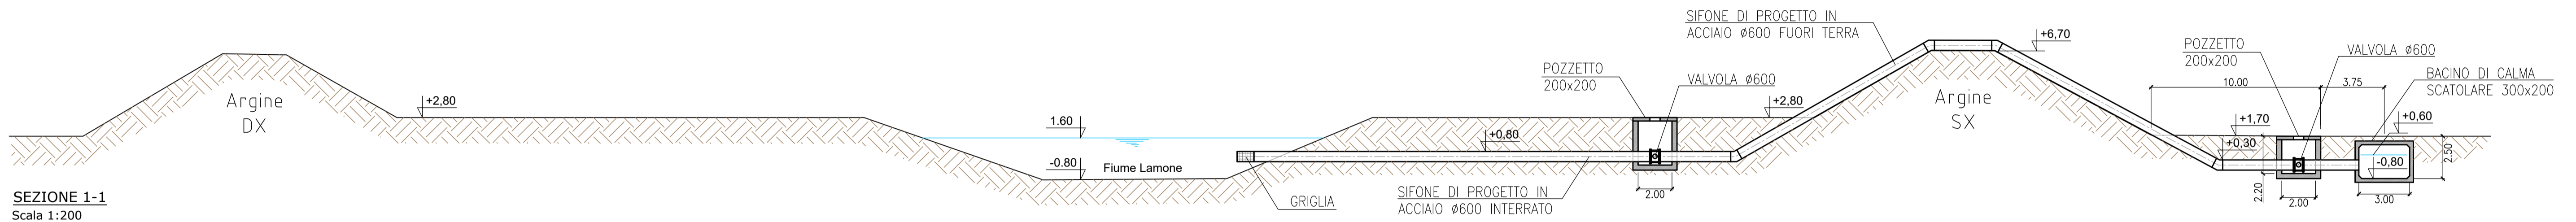 SIFONE DI PROGETTO IN
ACCIAIO Ø600 FUORI TERRA
+6,70
POZZETTO
200x200
VALVOLA Ø600
POZZETTO
200x200
VALVOLA Ø600
BACINO DI CALMA
SCATOLARE 300x200
10.00
3.75
Argine
DX
+2,80
1.60
+2,80
Argine
SX
+1,70
+0,60
+0,80
+0,30
-0,80
2.50
-0.80
Fiume Lamone
GRIGLIA
SIFONE DI PROGETTO IN
ACCIAIO Ø600 INTERRATO
2.00
2.20
2.00
3.00
SEZIONE 1-1
Scala 1:200